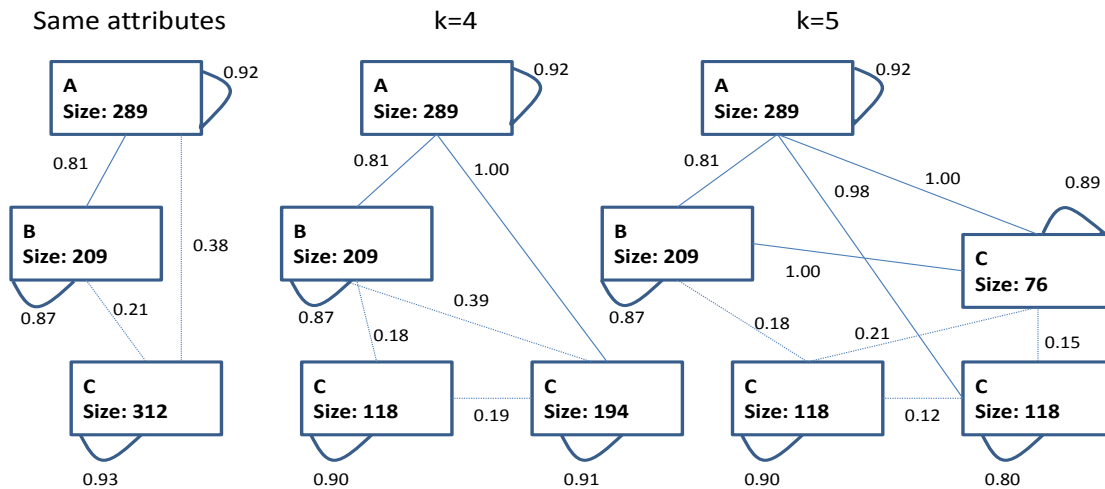 Same attributes
A
Size: 289
0.92
0.81
B
Size: 209
0.38
0.87
0.21
C
Size: 312
0.93
k=4
A
Size: 289
0.92
0.81
1.00
B
Size: 209
0.87
0.39
0.18
C
Size: 118
0.19
C
Size: 194
0.90
0.91
k=5
A
Size: 289
0.92
0.81
0.98
1.00
0.89
B
Size: 209
1.00
C
Size: 76
0.87
0.18
0.21
0.15
C
Size: 118
0.12
C
Size: 118
0.90
0.80